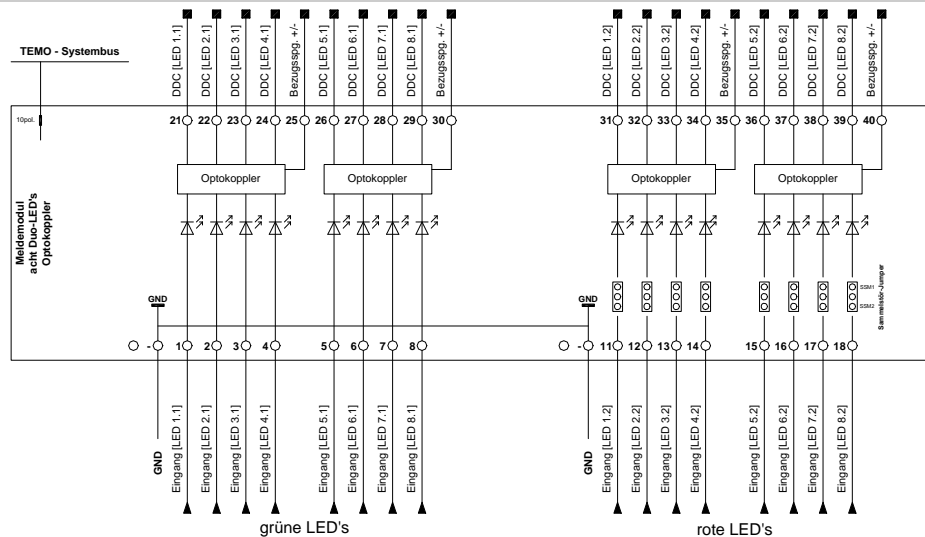 TEMO - Systembus
10pol.
Meldemodul
acht Duo-LED's
Optokoppler
DDC [LED 1.1]
DDC [LED 2.1]
DDC [LED 3.1]
DDC [LED 4.1]
Bezugsspg. +/-
DDC [LED 5.1]
DDC [LED 6.1]
DDC [LED 7.1]
DDC [LED 8.1]
Bezugsspg. +/-
DDC [LED 1.2]
DDC [LED 2.2]
DDC [LED 3.2]
DDC [LED 4.2]
Bezugsspg. +/-
DDC [LED 5.2]
DDC [LED 6.2]
DDC [LED 7.2]
DDC [LED 8.2]
Bezugsspg. +/-
21 22 23 24 25 26 27 28 29 30 31 32 33 34 35 36 37 38 39 40
Optokoppler
Optokoppler
Optokoppler
Optokoppler
SSM1
SSM2
Sammelstör-Jumper
GND
GND
- 1 2 3 4 5 6 7 8 - 11 12 13 14 15 16 17 18
GND
Eingang [LED 1.1]
Eingang [LED 2.1]
Eingang [LED 3.1]
Eingang [LED 4.1]
Eingang [LED 5.1]
Eingang [LED 6.1]
Eingang [LED 7.1]
Eingang [LED 8.1]
GND
Eingang [LED 1.2]
Eingang [LED 2.2]
Eingang [LED 3.2]
Eingang [LED 4.2]
Eingang [LED 5.2]
Eingang [LED 6.2]
Eingang [LED 7.2]
Eingang [LED 8.2]
grüne LED's
rote LED's